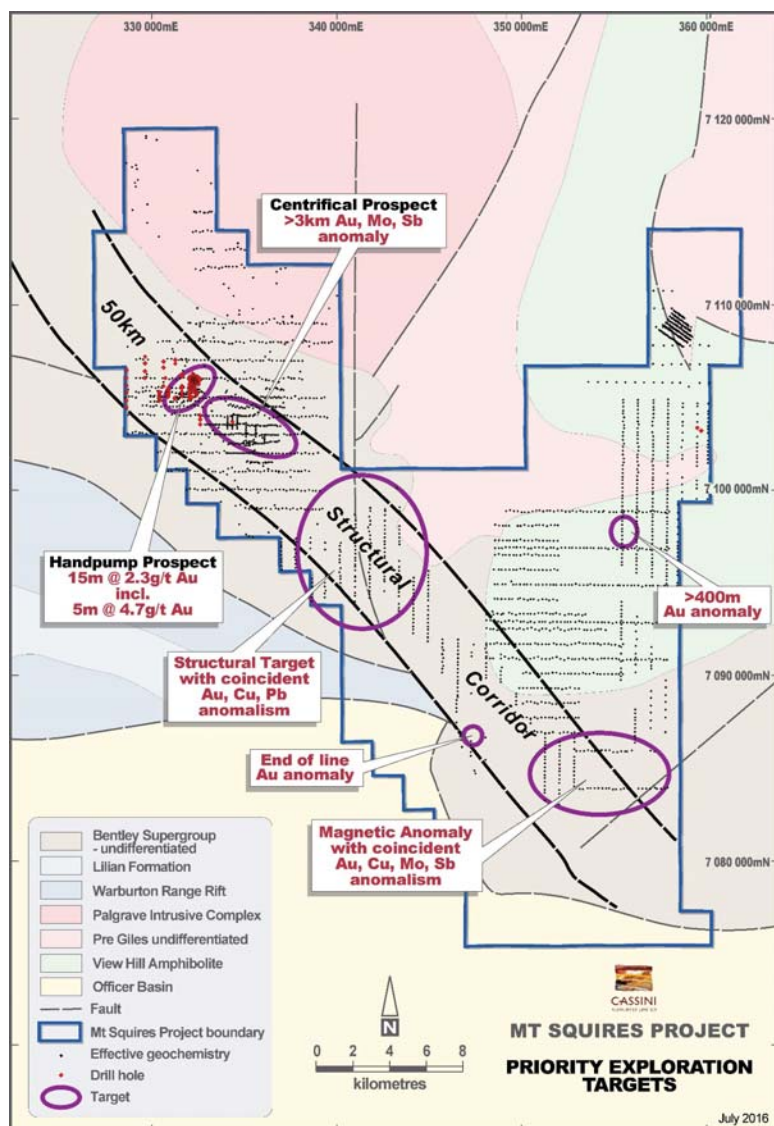 330 000mE
340 000mE
350 000mE
360 000mE
7 120 000mN
Centrifical Prospect
>3km Au, Mo, Sb
anomaly
50km
7 110 000mN
7 100 000mN
Structural
Handpump Prospect
15m @ 2.3g/t Au
incl.
5m @ 4.7g/t Au
>400m
Au anomaly
Structural Target
with coincident
Au, Cu, Pb
anomalism
7 090 000mN
Corridor
End of line
Au anomaly
Magnetic Anomaly
with coincident
Au, Cu, Mo, Sb
anomalism
7 080 000mN
Bentley Supergroup
- undifferentiated
Lilian Formation
Warburton Range Rift
Palgrave Intrusive Complex
Pre Giles undifferentiated
View Hill Amphibolite
Officer Basin
Fault
Mt Squires Project boundary
Effective geochemistry
Drill hole
Target
N
0 2 4 6 8
kilometres
CASSINI
MT SQUIRES PROJECT
PRIORITY EXPLORATION
TARGETS
July 2016